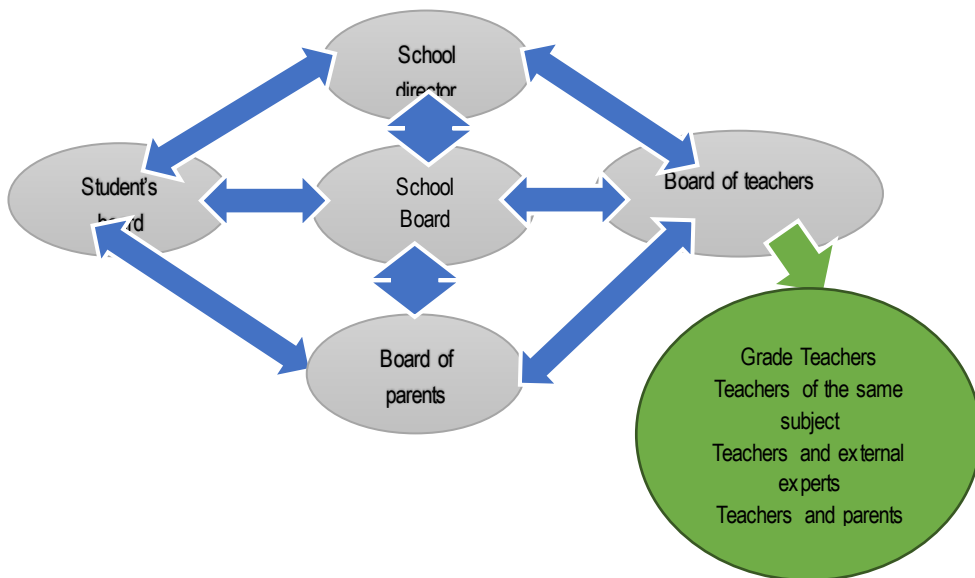 School
director
Student's
board
School
Board
Board of teachers
Board of
parents
Grade Teachers
Teachers of the same
subject
Teachers and external
experts
Teachers and parents